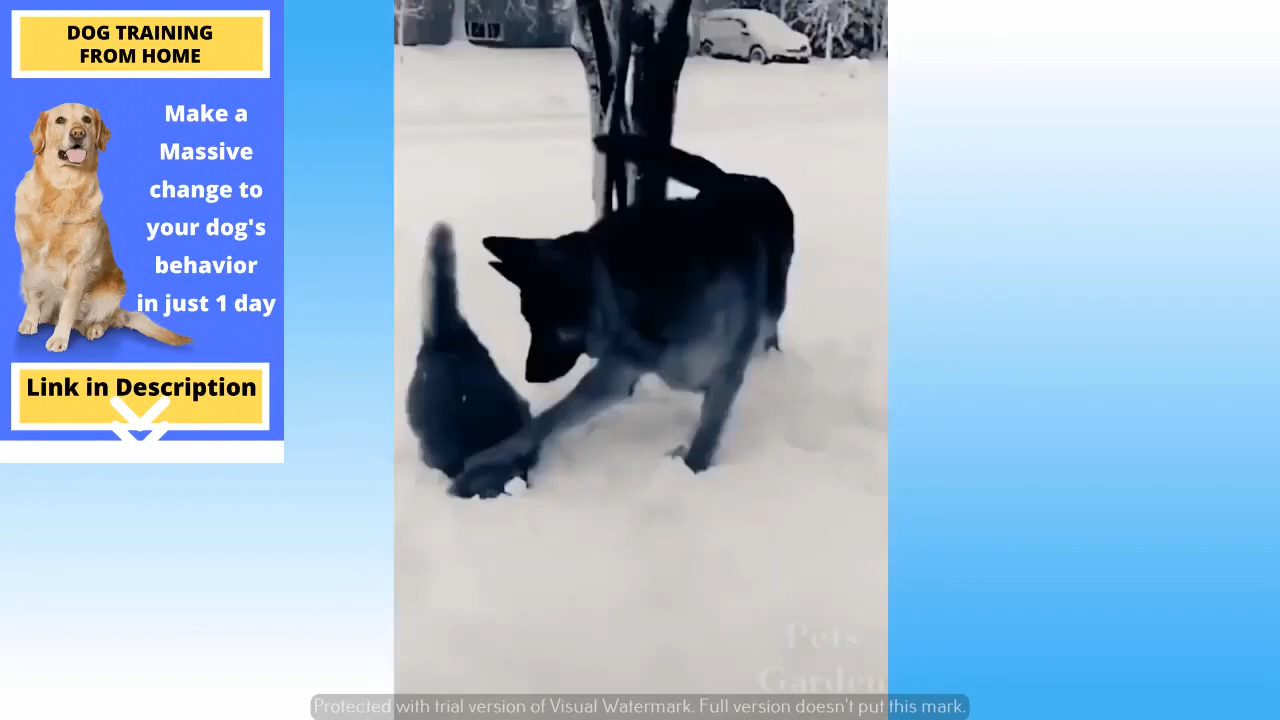 DOG TRAINING
FROM HOME
Make a
Massive
change to
your dog's
behavior
in just 1 day
Link in Description
Pets
Garden
Protected with trial version of Visual Watermark. Full version doesn't put this mark.